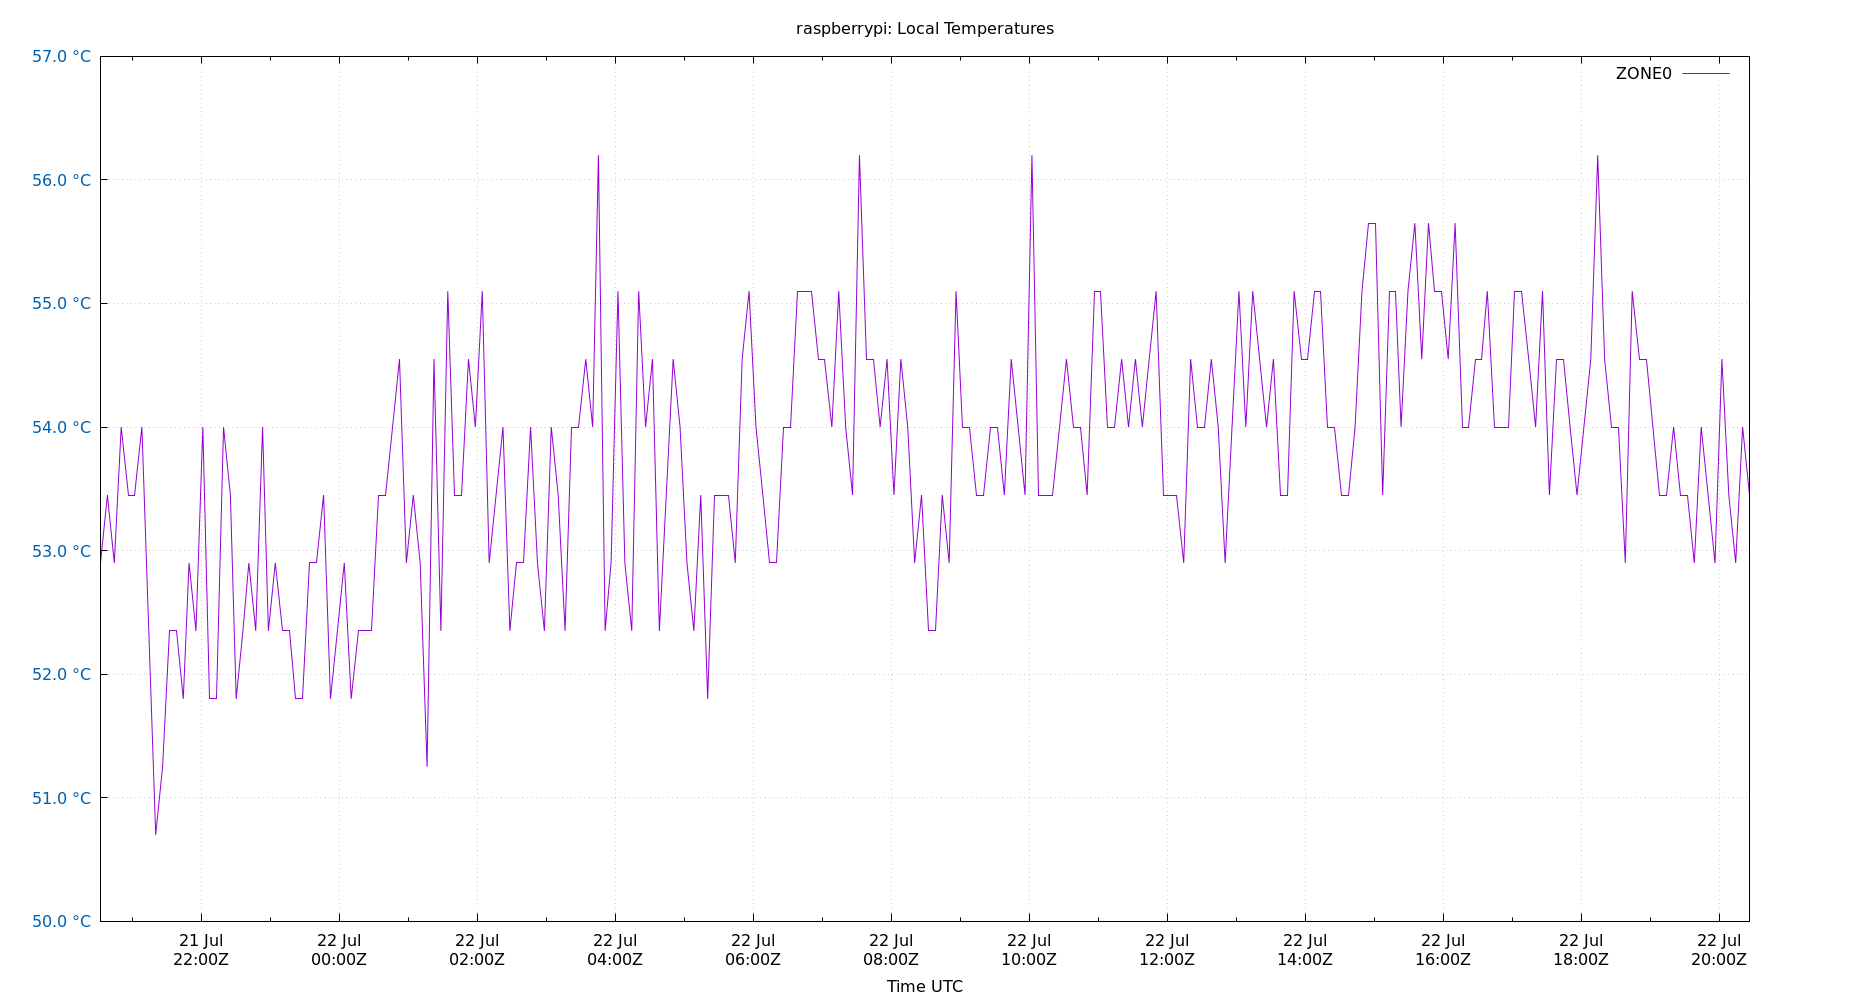 raspberrypi: Local Temperatures
57.0 °C
ZONE0
56.0 °C
55.0 °C
54.0 °C
53.0 °C
52.0 °C
51.0 °C
50.0 °C
21 Jul 22 Jul 22 Jul 22 Jul 22 Jul 22 Jul 22 Jul 22 Jul 22 Jul 22 Jul 22 Jul 22 Jul
22:00Z 00:00Z 02:00Z 04:00Z 06:00Z 08:00Z 10:00Z 12:00Z 14:00Z 16:00Z 18:00Z 20:00Z
Time UTC